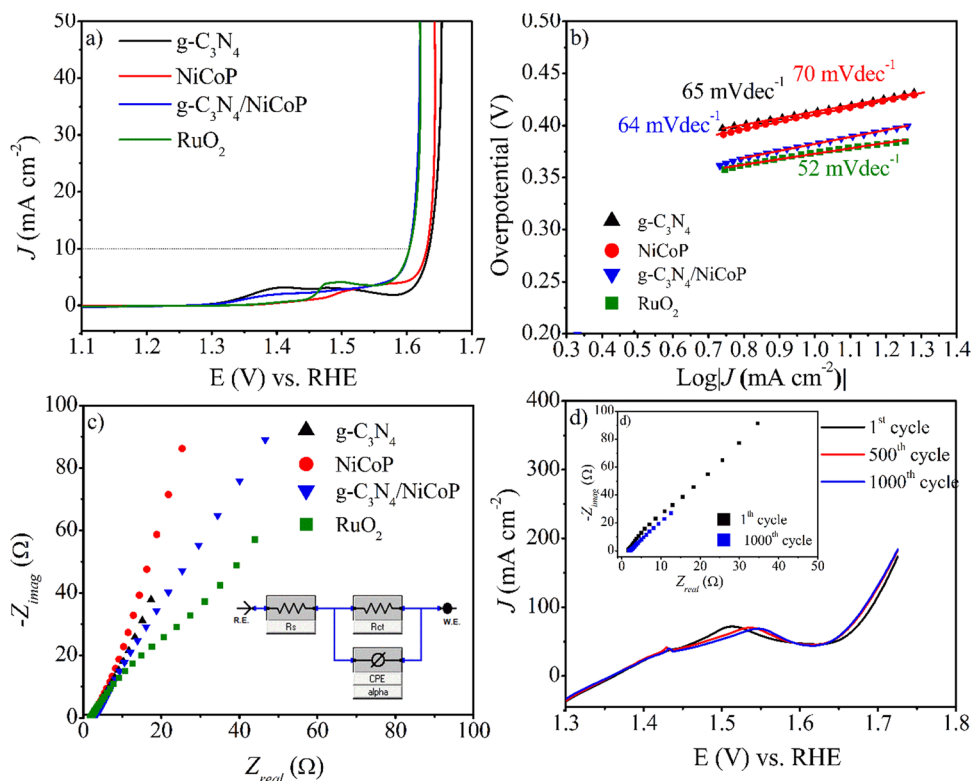 a)
50
40
30
20
10
0
J (mA cm⁻²)
g-C₃N₄
NiCoP
g-C₃N₄/NiCoP
RuO₂
1.1 1.2 1.3 1.4 1.5 1.6 1.7
E (V) vs. RHE
b)
0.50
0.45
0.40
0.35
0.30
0.25
0.20
Overpotential (V)
70 mVdec⁻¹
65 mVdec⁻¹
64 mVdec⁻¹
52 mVdec⁻¹
g-C₃N₄
NiCoP
g-C₃N₄/NiCoP
RuO₂
0.3 0.4 0.5 0.6 0.7 0.8 0.9 1.0 1.1 1.2 1.3 1.4 1.5
Log|J (mA cm⁻²)|
c)
100
80
60
40
20
0
-Zimag (Ω)
g-C₃N₄
NiCoP
g-C₃N₄/NiCoP
RuO₂
R.E.
Rs
Rct
W.E.
CPE
alpha
0 20 40 60 80 100
Zreal (Ω)
d)
400
300
200
100
0
J (mA cm⁻²)
1ˢᵗ cycle
500ᵗʰ cycle
1000ᵗʰ cycle
d)
100
80
60
40
20
0
-Zimag (Ω)
1ᵗʰ cycle
1000ᵗʰ cycle
0 10 20 30 40 50
Zreal (Ω)
1.3 1.4 1.5 1.6 1.7 1.8
E (V) vs. RHE